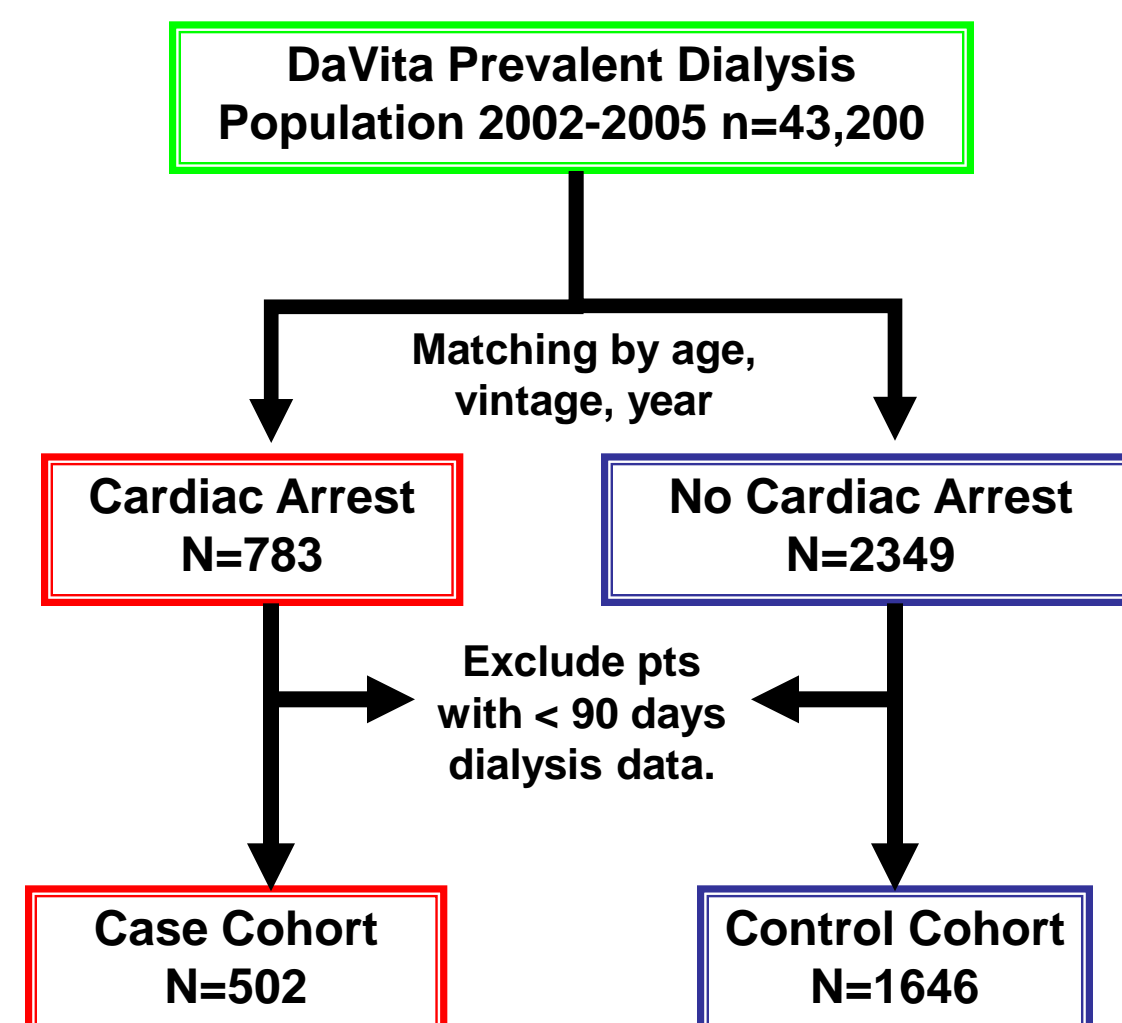 DaVita Prevalent Dialysis
Population 2002-2005 n=43,200
Matching by age,
vintage, year
Cardiac Arrest
N=783
No Cardiac Arrest
N=2349
Exclude pts
with < 90 days
dialysis data.
Case Cohort
N=502
Control Cohort
N=1646